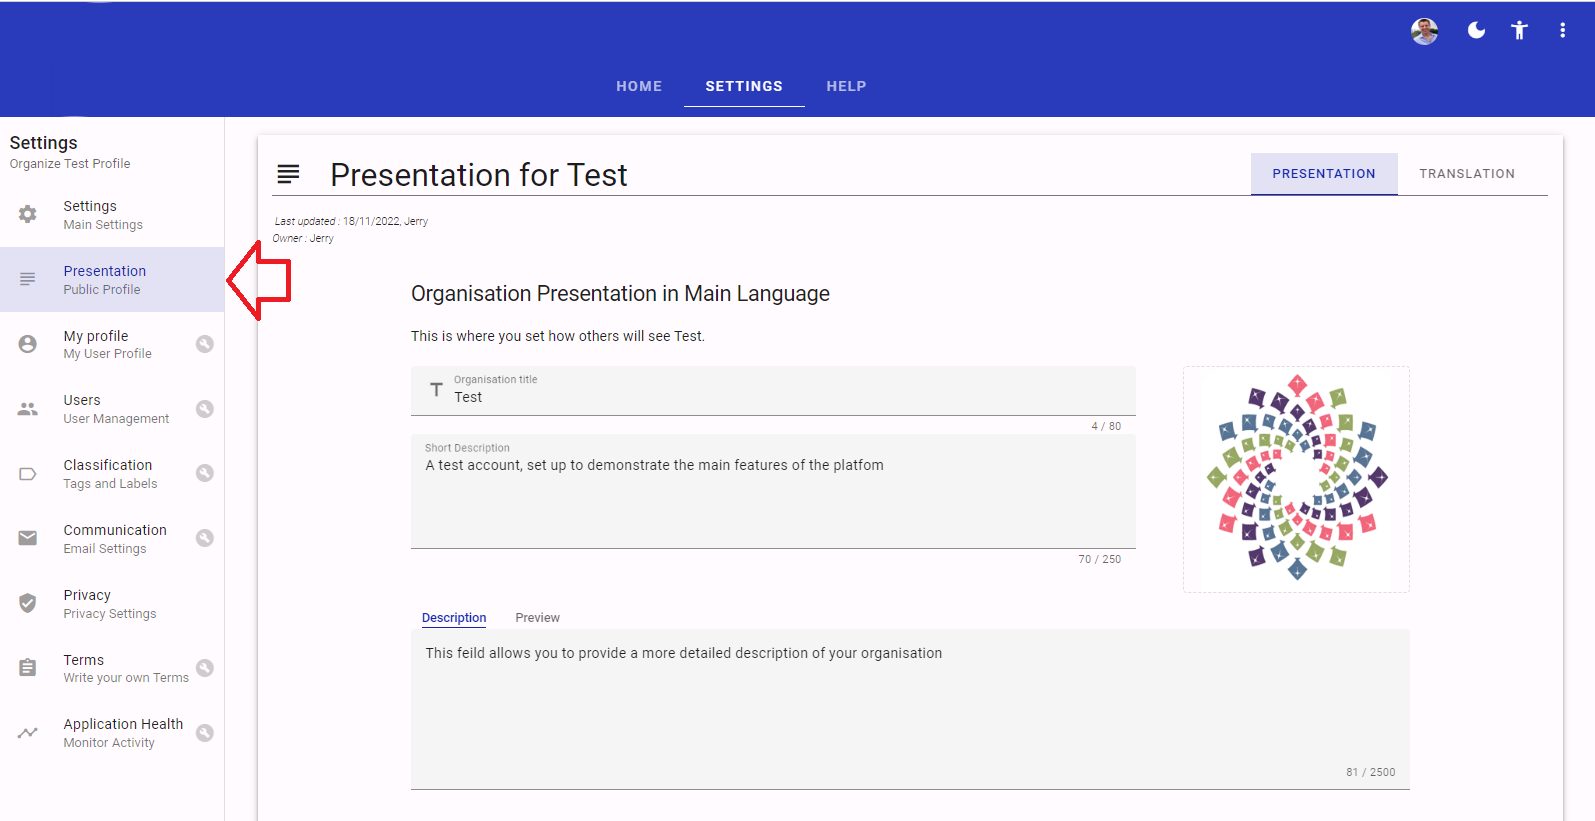 HOME
SETTINGS
HELP
Settings
Organize Test Profile
Settings
Main Settings
Presentation
Public Profile
My profile
My User Profile
Users
User Management
Classification
Tags and Labels
Communication
Email Settings
Privacy
Privacy Settings
Terms
Write your own Terms
Application Health
Monitor Activity
Presentation for Test
PRESENTATION
TRANSLATION
Last updated : 18/11/2022, Jerry
Owner : Jerry
Organisation Presentation in Main Language
This is where you set how others will see Test.
Organisation title
Test
4 / 80
Short Description
A test account, set up to demonstrate the main features of the platfom
70 / 250
Description
Preview
This feild allows you to provide a more detailed description of your organisation
81 / 2500